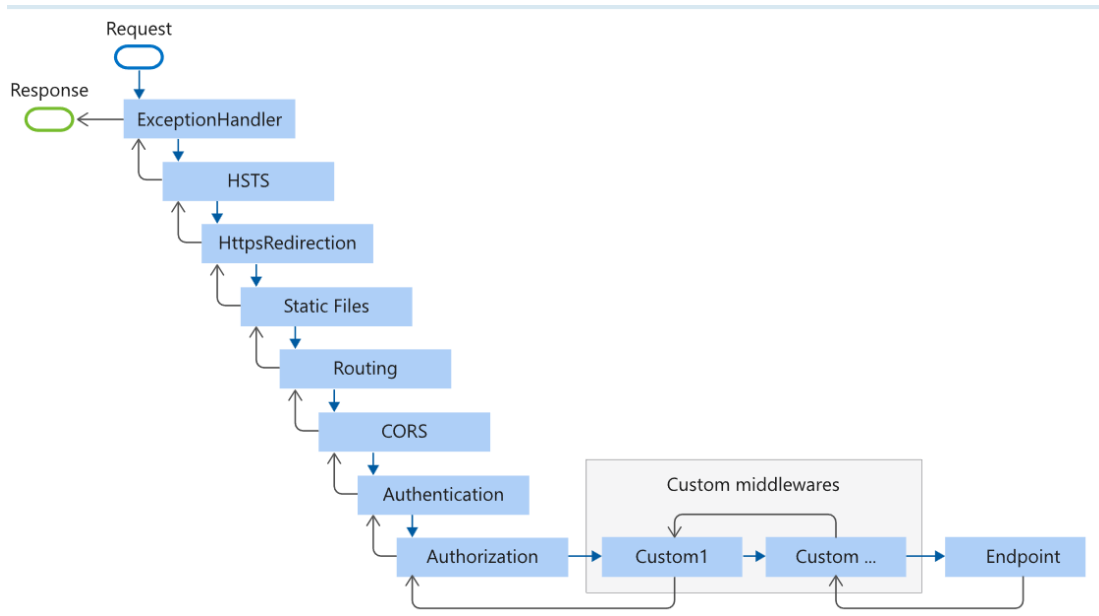 Request
Response
ExceptionHandler
HSTS
HttpsRedirection
Static Files
Routing
CORS
Authentication
Custom middlewares
Authorization
Custom1
Custom ...
Endpoint